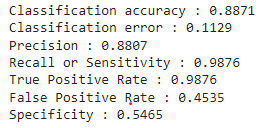 Classification accuracy : 0.8871
Classification error : 0.1129
Precision : 0.8807
Recall or Sensitivity : 0.9876
True Positive Rate : 0.9876
False Positive Rate : 0.4535
Specificity : 0.5465